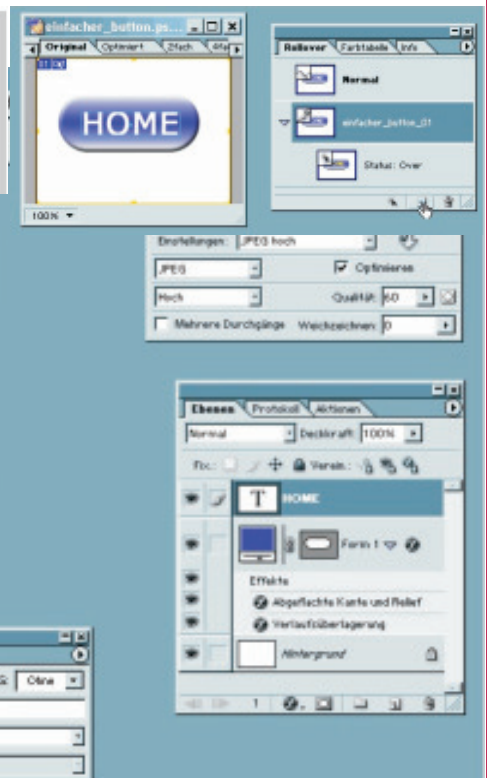 einfacher_button.ps...
Original Optimiert 2fach 4fac
01
HOME
100%
Rollover Farbtabelle Info
Normal
einfacher_button_01
Status: Over
Einstellungen: JPEG hoch
JPEG Optimieren
Hoch Qualität: 60
Mehrere Durchgänge Weichzeichnen: 0
Ebenen Protokoll Aktionen
Normal Deckkraft: 100%
Fix.: Verein.:
T HOME
Form 1
Effekte
Abgeflachte Kante und Relief
Verlaufsüberlagerung
Hintergrund
1
Ohne